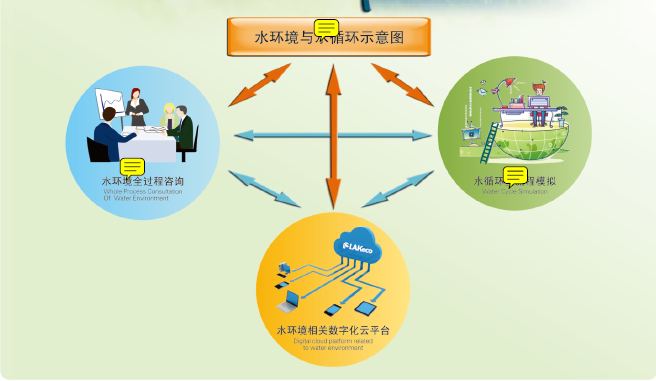 水环境与水循环示意图
水环境全过程咨询
Whole Process Consultation
Of Water Environment
水循环 程模拟
Water Cycle Simulation
LAKeco
水环境相关数字化云平台
Digital cloud platform related
to water environment